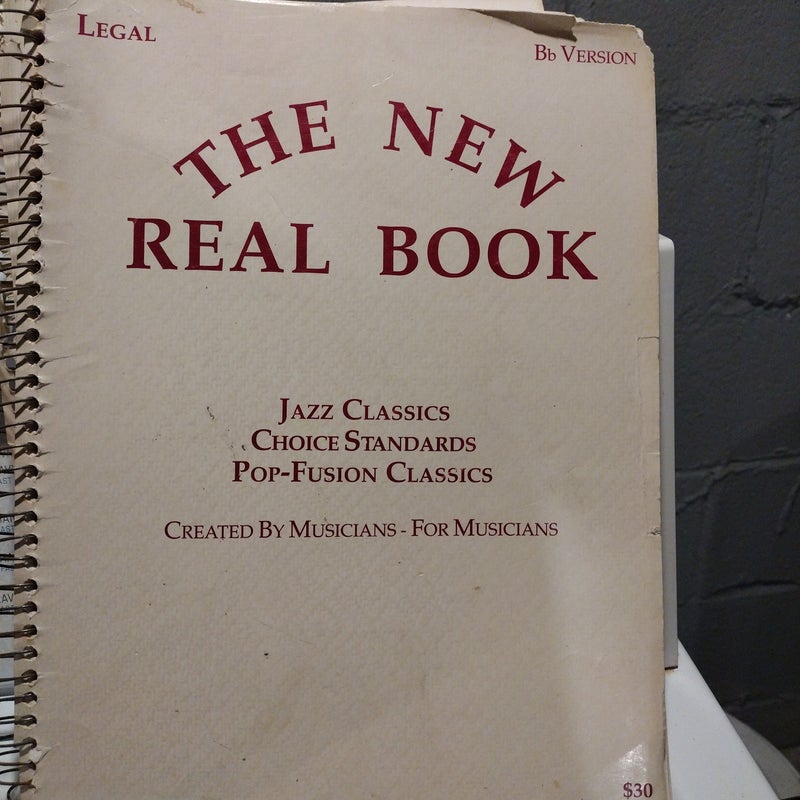 LEGAL
Bb VERSION
THE NEW
REAL BOOK
JAZZ CLASSICS
CHOICE STANDARDS
POP-FUSION CLASSICS
CREATED BY MUSICIANS - FOR MUSICIANS
$30